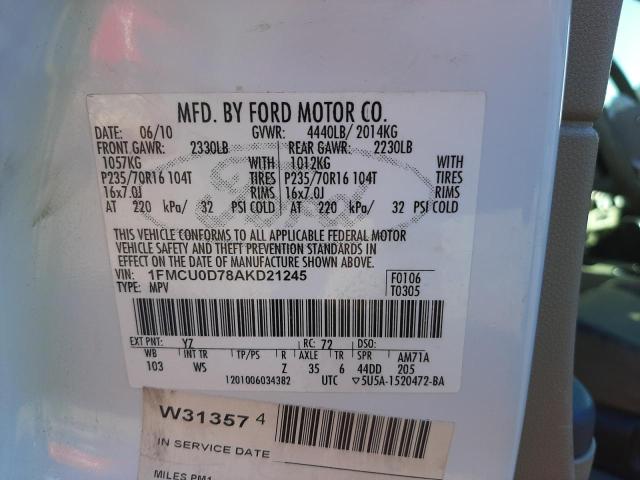 MFD. BY FORD MOTOR CO.
DATE: 06/10 GVWR: 4440LB/ 2014KG
FRONT GAWR: 2330LB REAR GAWR: 2230LB
1057KG WITH 1012KG WITH
P235/70R16 104T TIRES P235/70R16 104T TIRES
16x7.0J RIMS 16x7.0J RIMS
AT 220 kPa/ 32 PSI COLD AT 220 kPa/ 32 PSI COLD
THIS VEHICLE CONFORMS TO ALL APPLICABLE FEDERAL MOTOR
VEHICLE SAFETY AND THEFT PREVENTION STANDARDS IN EFFECT
ON THE DATE OF MANUFACTURE SHOWN ABOVE.
VIN: 1FMCU0D78AKD21245 F0106
TYPE: MPV T0305
EXT PNT: YZ RC: 72 DSO:
WB INT TR TP/PS R AXLE TR SPR AM71A
103 WS Z 35 6 44DD 205
1201006034382 UTC ▽5U5A-1520472-BA
W31357 4
IN SERVICE DATE
MILES PM1